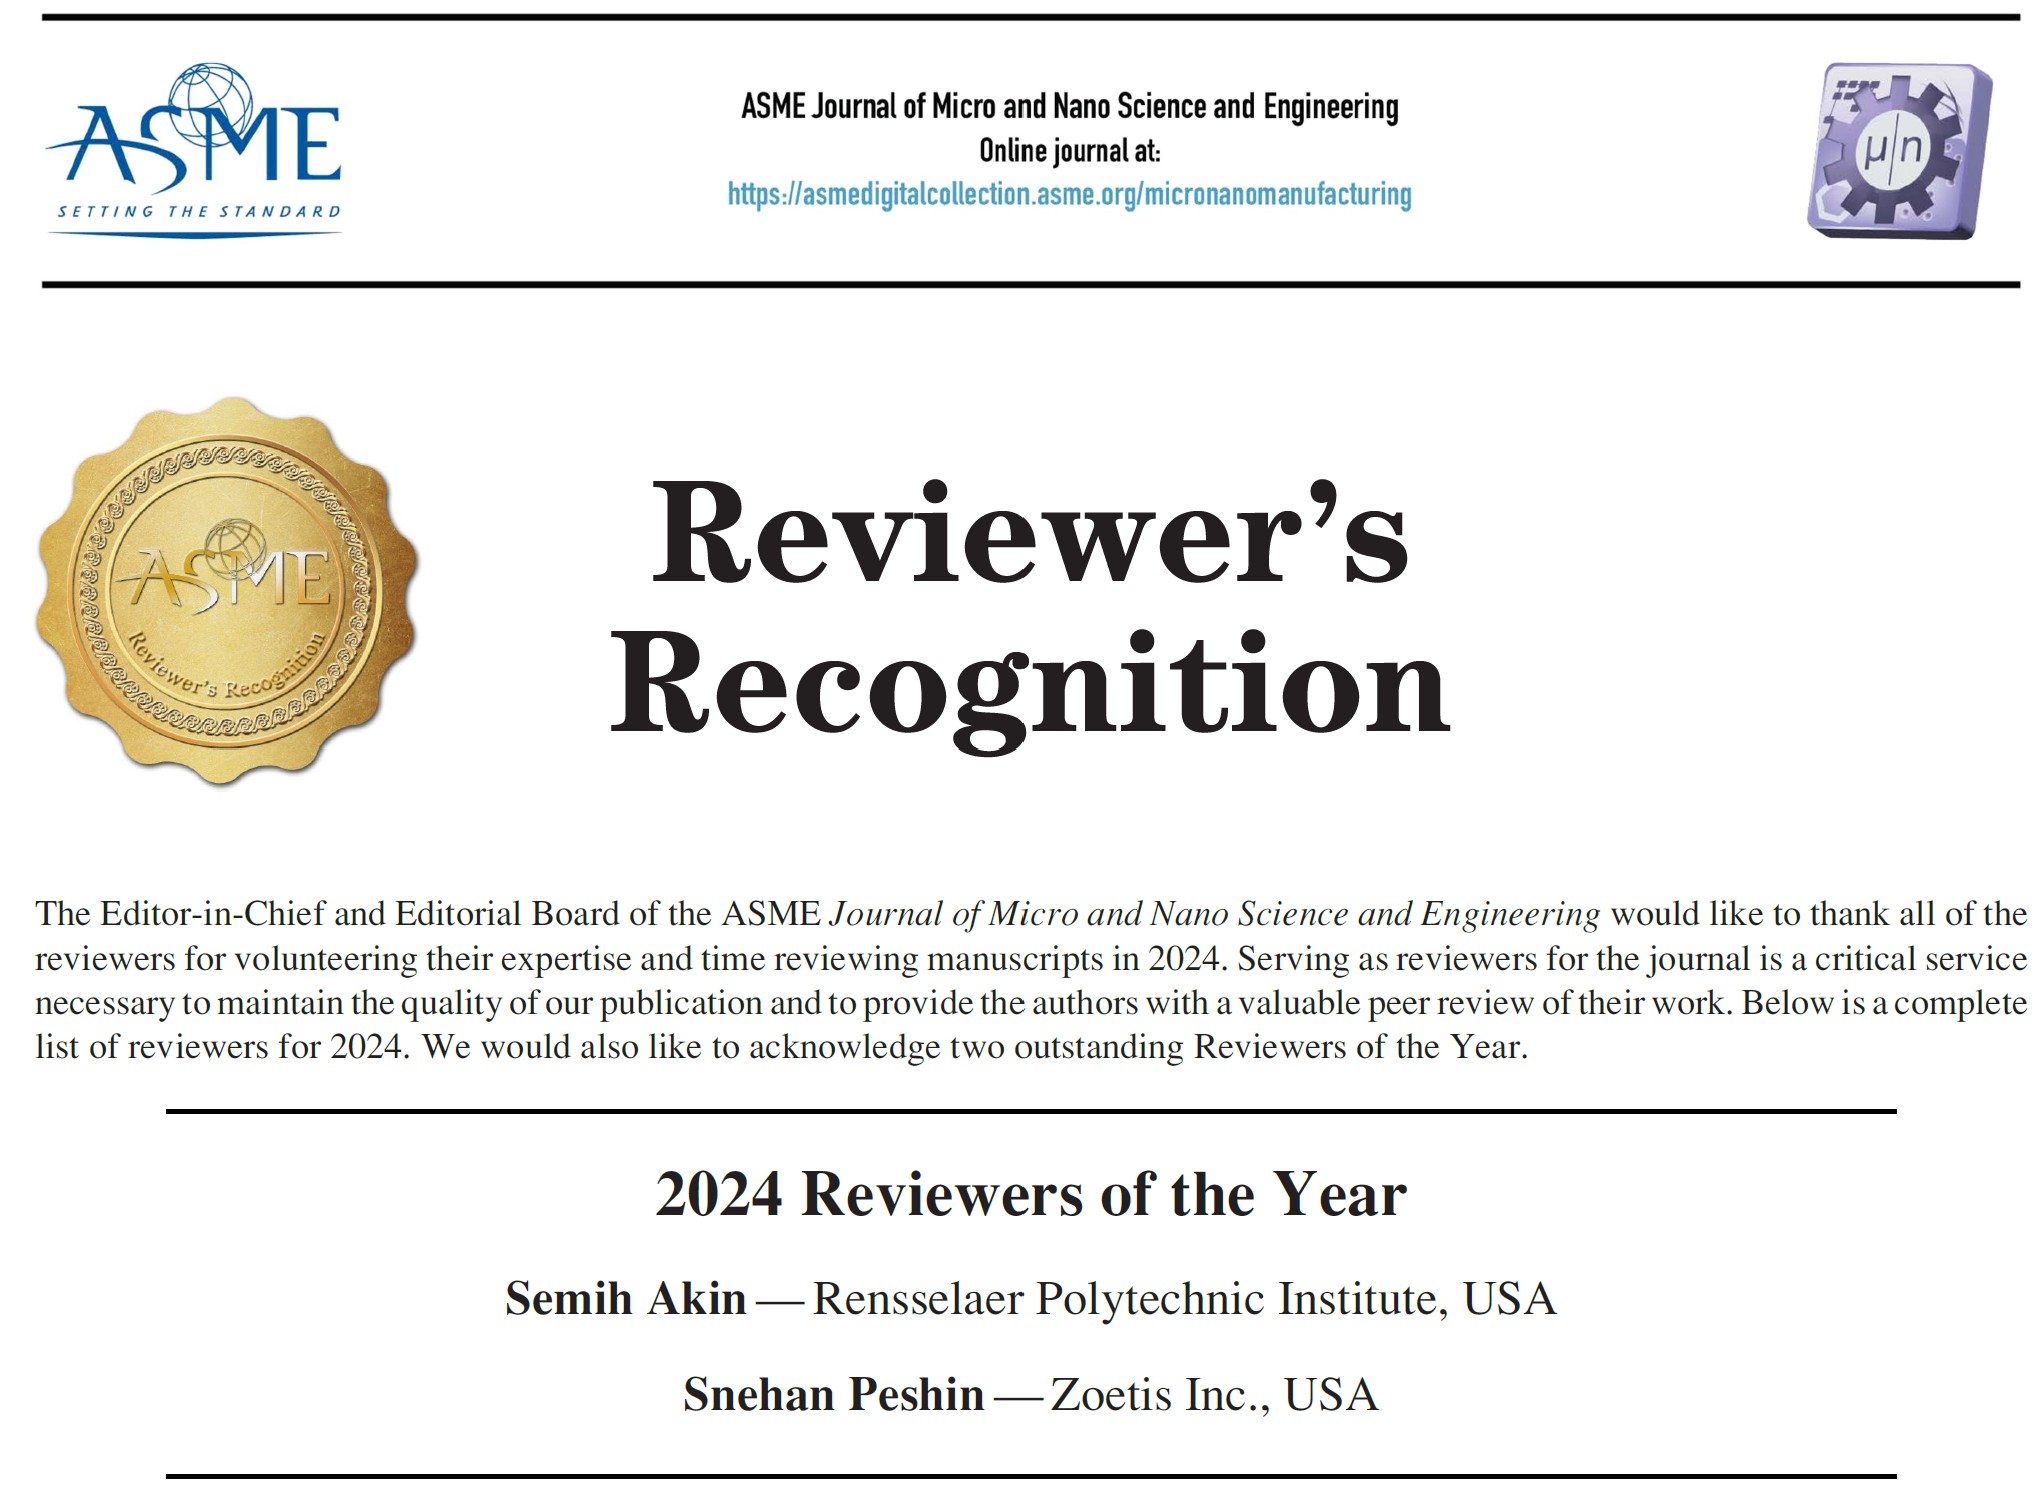 ASME
SETTING THE STANDARD
ASME Journal of Micro and Nano Science and Engineering
Online journal at:
https://asmedigitalcollection.asme.org/micronanomanufacturing
μ|n
ASME
Reviewer's Recognition
Reviewer’s
Recognition
The Editor-in-Chief and Editorial Board of the ASME Journal of Micro and Nano Science and Engineering would like to thank all of the
reviewers for volunteering their expertise and time reviewing manuscripts in 2024. Serving as reviewers for the journal is a critical service
necessary to maintain the quality of our publication and to provide the authors with a valuable peer review of their work. Below is a complete
list of reviewers for 2024. We would also like to acknowledge two outstanding Reviewers of the Year.
2024 Reviewers of the Year
Semih Akin — Rensselaer Polytechnic Institute, USA
Snehan Peshin — Zoetis Inc., USA